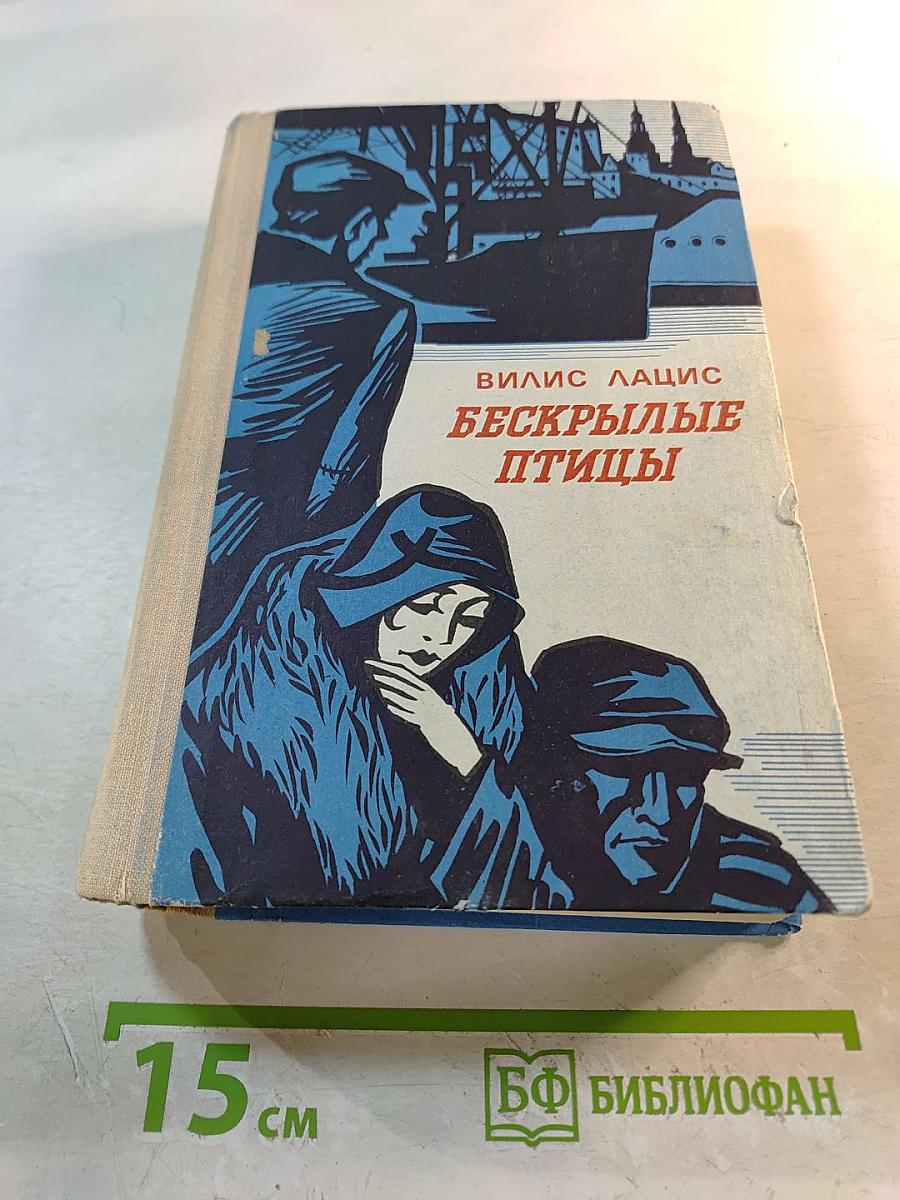 ВИЛИС ЛАЦИС
БЕСКРЫЛЫЕ
ПТИЦЫ
15 см
БФ БИБЛИОФАН